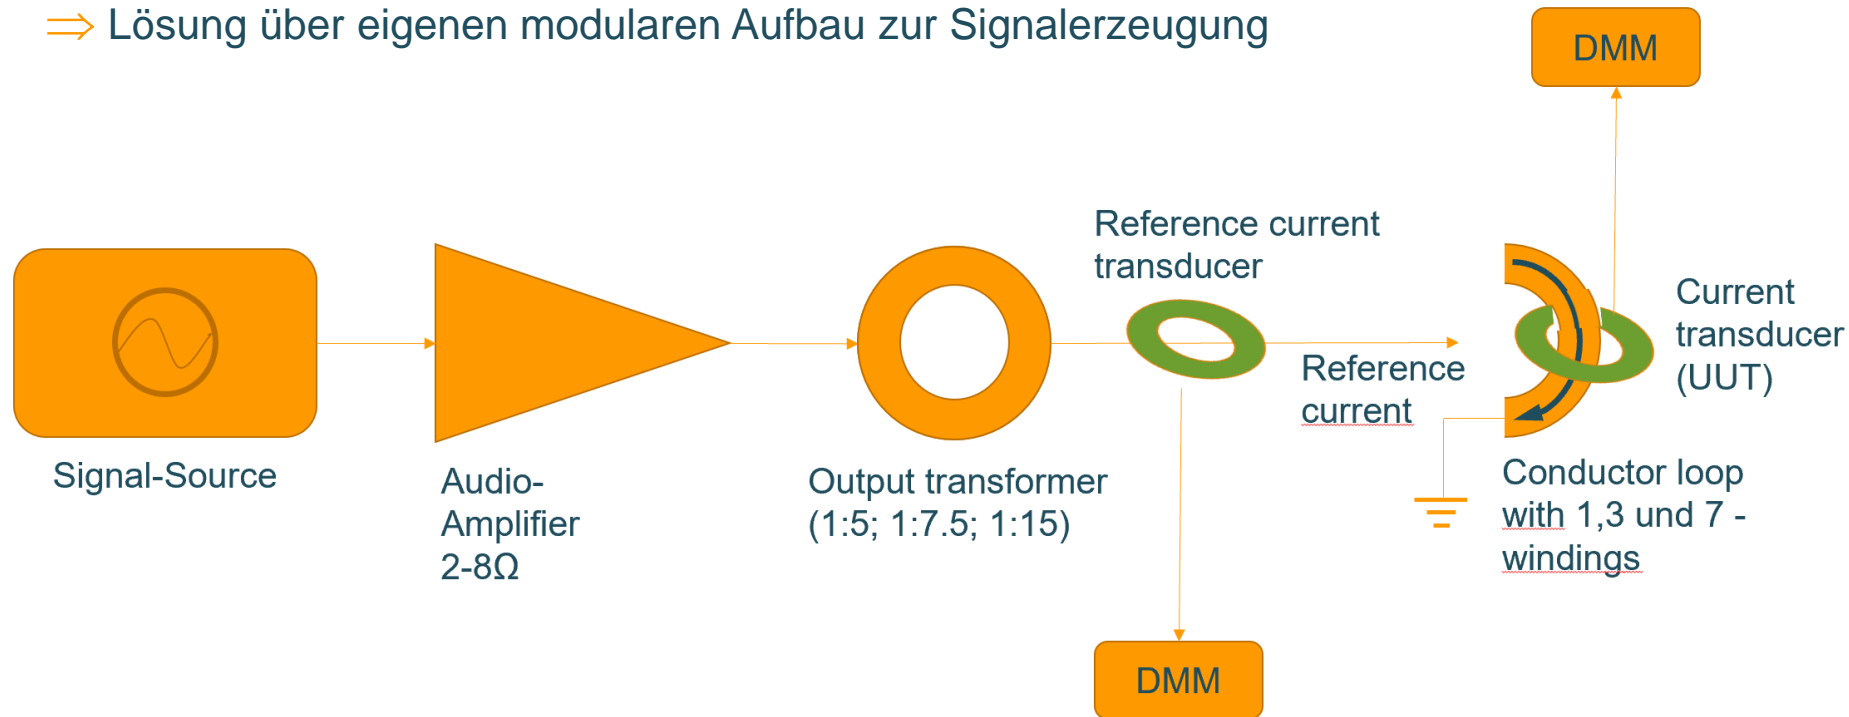 ⇒ Lösung über eigenen modularen Aufbau zur Signalerzeugung
DMM
Reference current
transducer
Current
transducer
(UUT)
Reference
current
Signal-Source
Audio-
Amplifier
2-8Ω
Output transformer
(1:5; 1:7.5; 1:15)
Conductor loop
with 1,3 und 7 -
windings
DMM